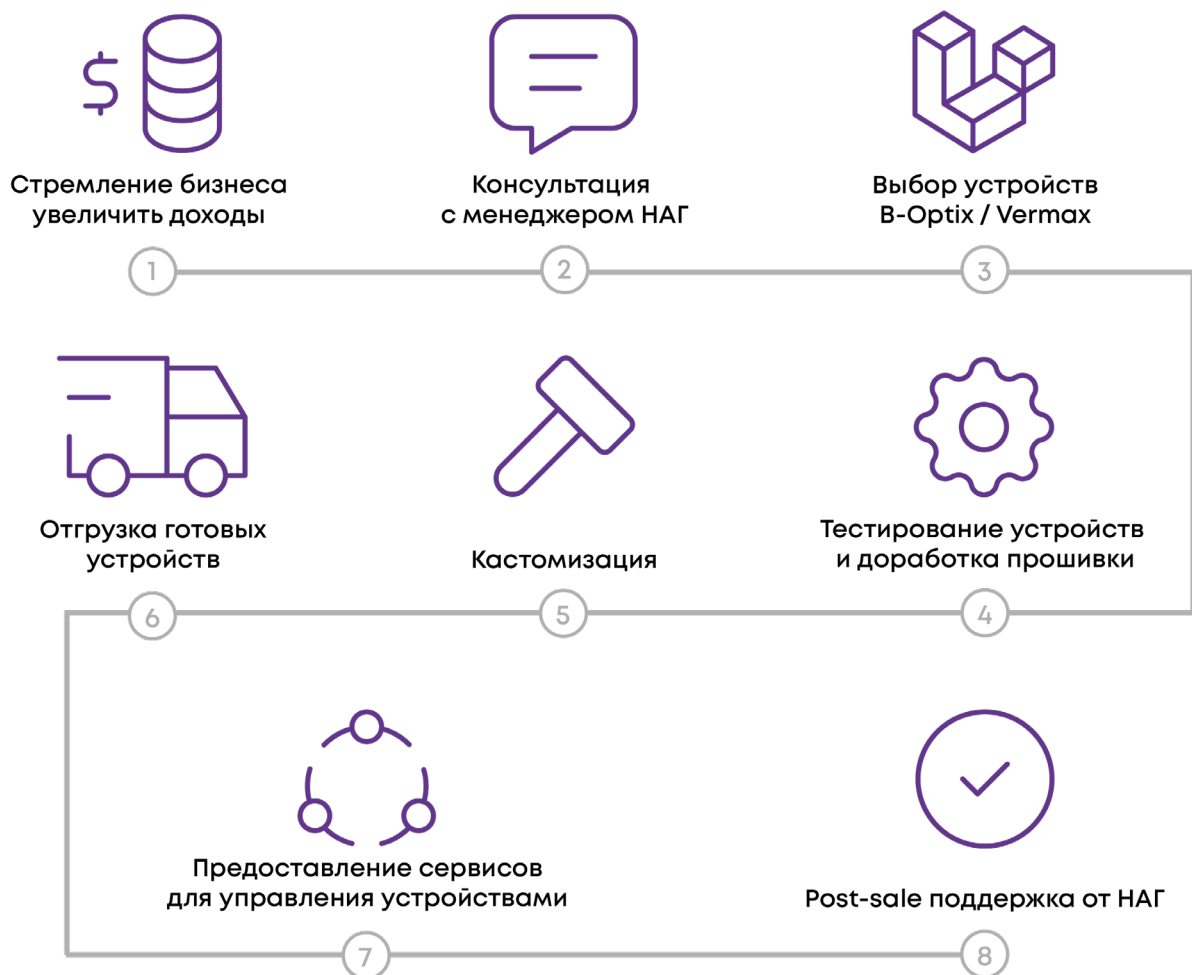 $
Стремление бизнеса
увеличить доходы
1
Консультация
с менеджером НАГ
2
Выбор устройств
B-Optix / Vermax
3
Тестирование устройств
и доработка прошивки
4
Кастомизация
5
Отгрузка готовых
устройств
6
Предоставление сервисов
для управления устройствами
7
Post-sale поддержка от НАГ
8